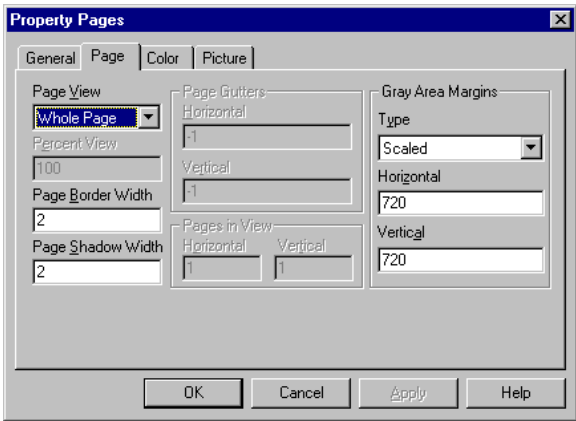 Property Pages
General Page Color Picture
Page View
Whole Page
Percent View
100
Page Border Width
2
Page Shadow Width
2
Page Gutters
Horizontal
-1
Vertical
-1
Pages in View
Horizontal Vertical
1 1
Gray Area Margins
Type
Scaled
Horizontal
720
Vertical
720
OK Cancel Apply Help